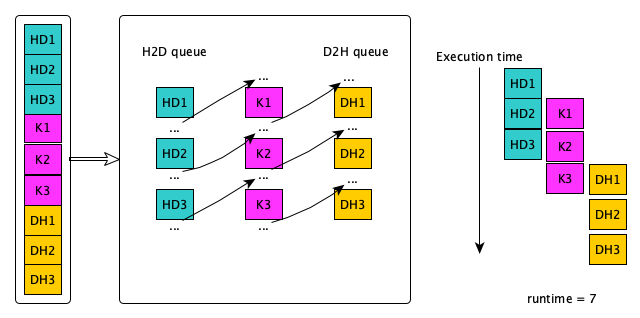 HD1
HD2
HD3
K1
K2
K3
DH1
DH2
DH3
H2D queue
D2H queue
...
...
HD1
K1
DH1
...
...
...
HD2
K2
DH2
...
...
...
HD3
K3
DH3
...
...
Execution time
HD1
HD2
K1
HD3
K2
K3
DH1
DH2
DH3
runtime = 7